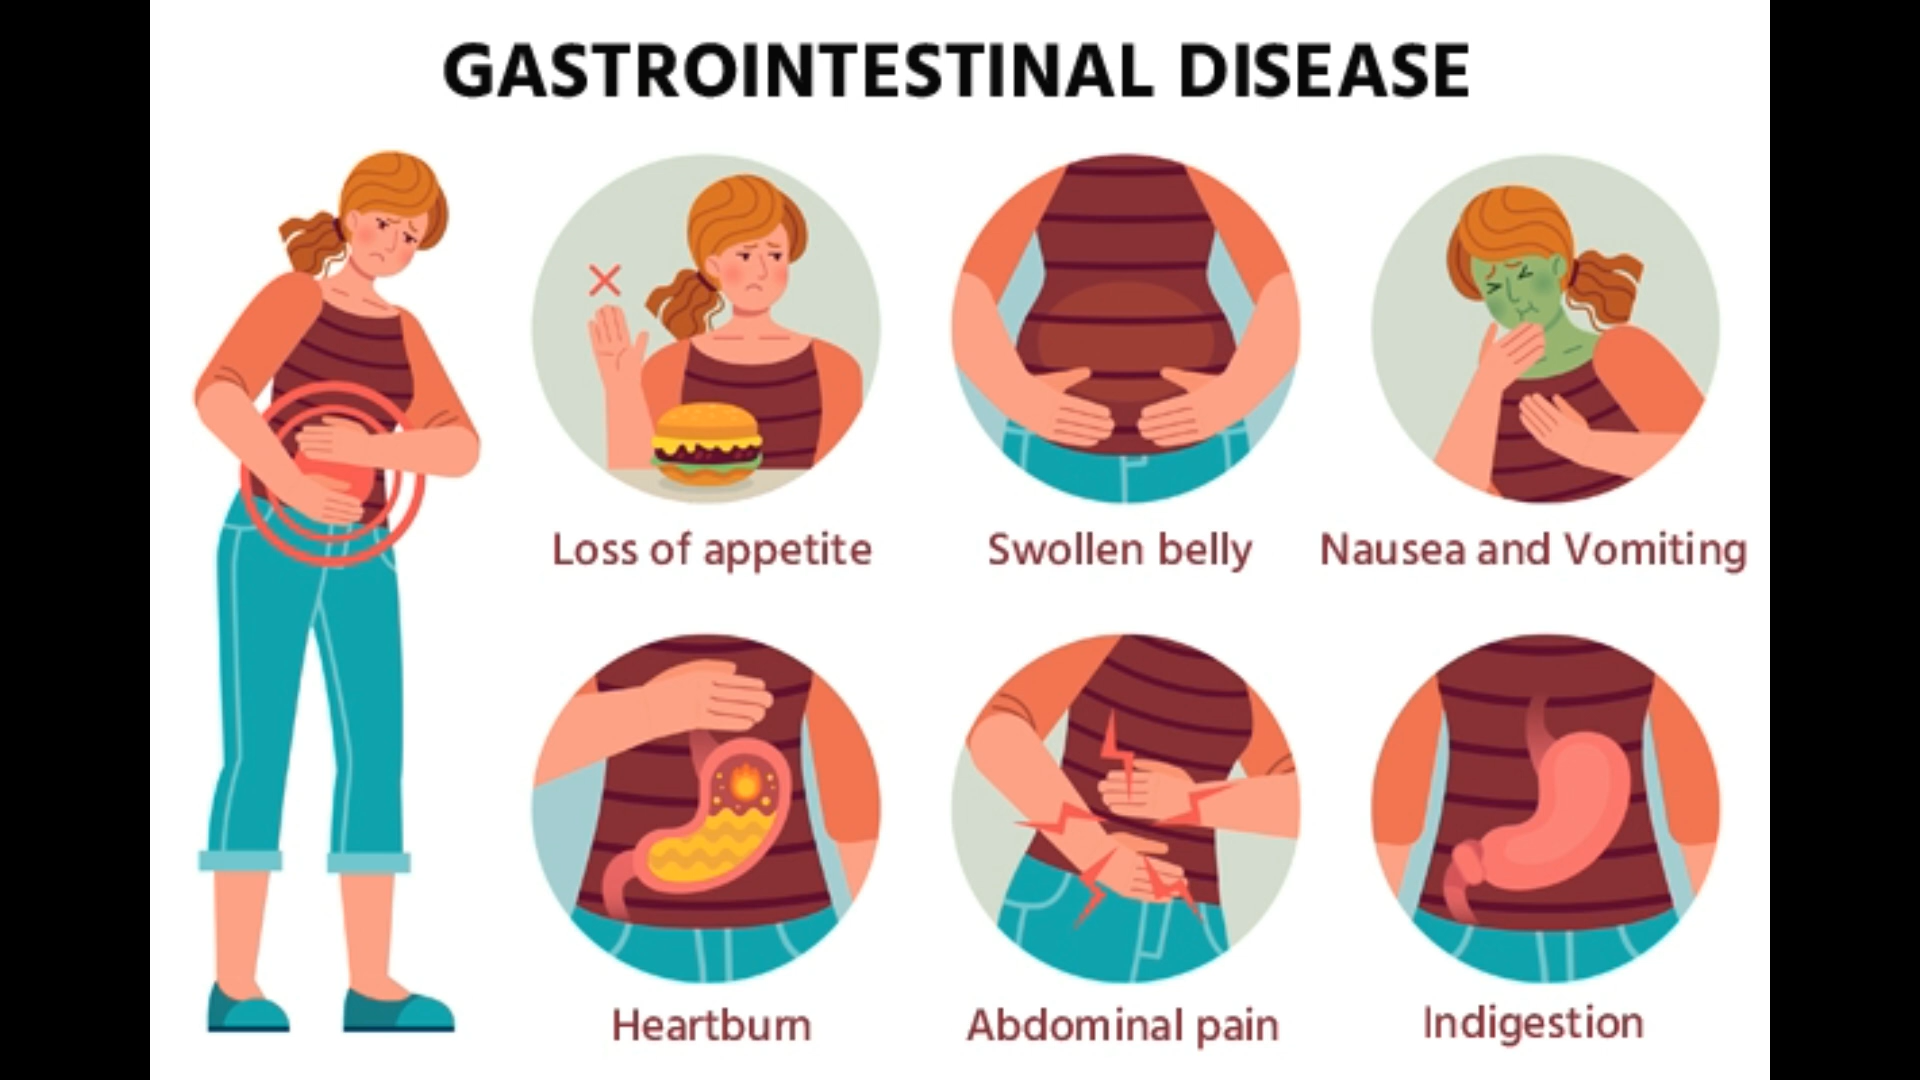 GASTROINTESTINAL DISEASE
Loss of appetite
Swollen belly
Nausea and Vomiting
Heartburn
Abdominal pain
Indigestion